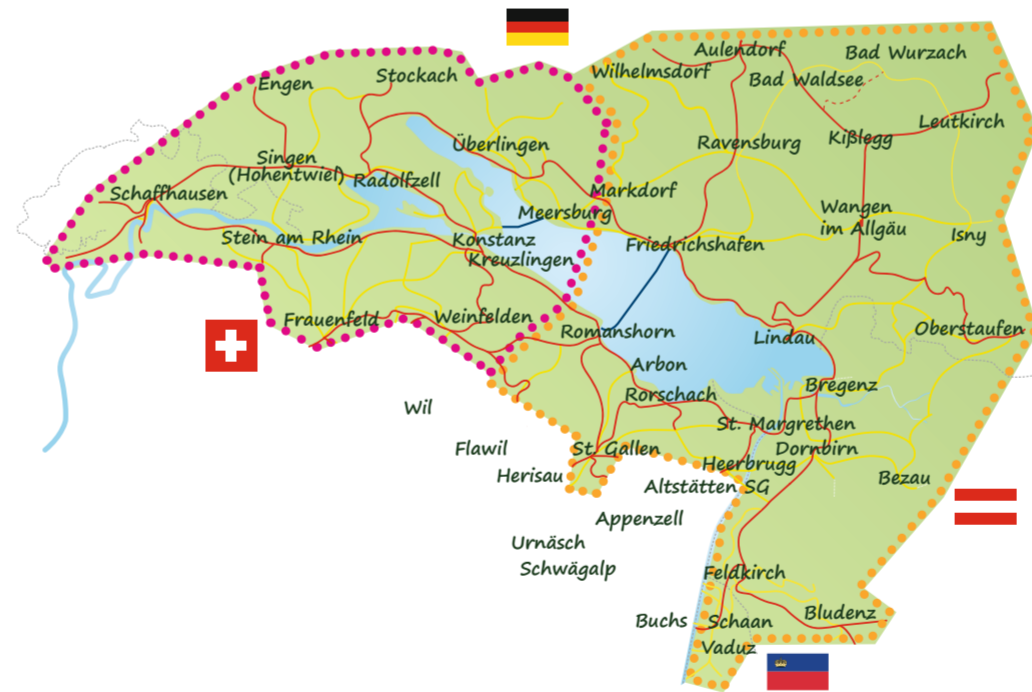 Aulendorf
Bad Wurzach
Wilhelmsdorf
Bad Waldsee
Stockach
Engen
Leutkirch
Kißlegg
Überlingen
Ravensburg
Singen
(Hohentwiel)
Radolfzell
Markdorf
Schaffhausen
Meersburg
Wangen
im Allgäu
Isny
Stein am Rhein
Konstanz
Friedrichshafen
Kreuzlingen
Frauenfeld
Weinfelden
Romanshorn
Lindau
Oberstaufen
Arbon
Rorschach
Bregenz
Wil
St. Margrethen
Flawil
St. Gallen
Dornbirn
Heerbrugg
Herisau
Altstätten SG
Bezau
Appenzell
Urnäsch
Schwägalp
Feldkirch
Buchs
Schaan
Bludenz
Vaduz